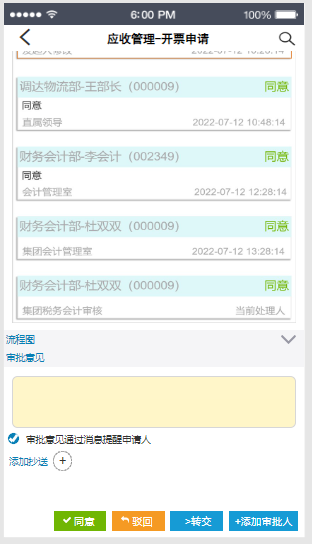 6:00 PM
100%
应收管理-开票申请
调达物流部-王部长（000009） 同意
同意
直属领导 2022-07-12 10:48:14
财务会计部-李会计（002349） 同意
同意
会计管理室 2022-07-12 12:28:14
财务会计部-杜双双（000009） 同意
集团会计管理室 2022-07-12 13:28:14
财务会计部-杜双双（000009） 同意
集团税务会计审核 当前处理人
流程图
审批意见
审批意见通过消息提醒申请人
添加抄送 +
同意 驳回 >转交 +添加审批人